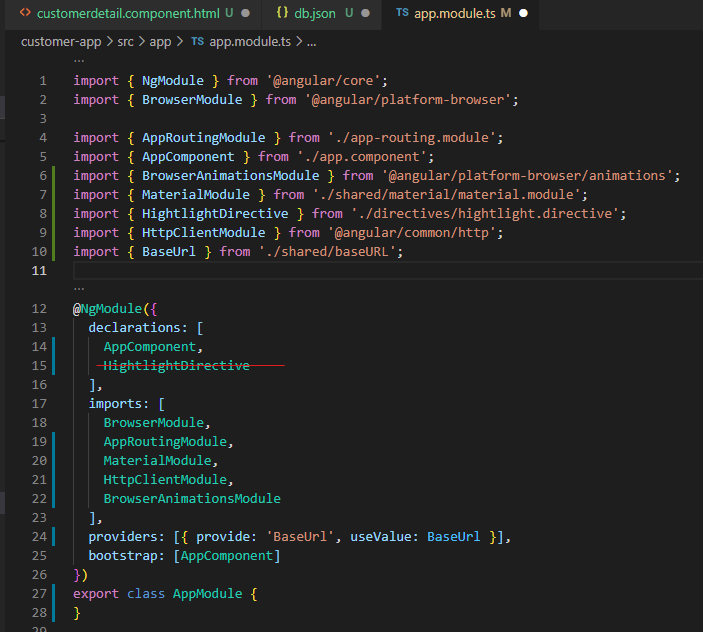 customerdetail.component.html U
db.json U
TS app.module.ts M
customer-app > src > app > TS app.module.ts > ...
...
1 import { NgModule } from '@angular/core';
2 import { BrowserModule } from '@angular/platform-browser';
3
4 import { AppRoutingModule } from './app-routing.module';
5 import { AppComponent } from './app.component';
6 import { BrowserAnimationsModule } from '@angular/platform-browser/animations';
7 import { MaterialModule } from './shared/material/material.module';
8 import { HightlightDirective } from './directives/hightlight.directive';
9 import { HttpClientModule } from '@angular/common/http';
10 import { BaseUrl } from './shared/baseURL';
11
...
12 @NgModule({
13 declarations: [
14 AppComponent,
15 HightlightDirective
16 ],
17 imports: [
18 BrowserModule,
19 AppRoutingModule,
20 MaterialModule,
21 HttpClientModule,
22 BrowserAnimationsModule
23 ],
24 providers: [{ provide: 'BaseUrl', useValue: BaseUrl }],
25 bootstrap: [AppComponent]
26 })
27 export class AppModule {
28 }
29